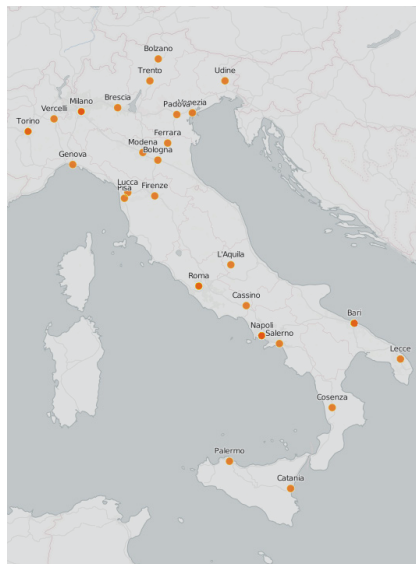 Bolzano
Trento
Udine
Brescia
Milano
Vercelli
Padova
Venezia
Torino
Ferrara
Modena
Bologna
Genova
Lucca
Pisa
Firenze
L'Aquila
Roma
Cassino
Napoli
Salerno
Bari
Lecce
Cosenza
Palermo
Catania